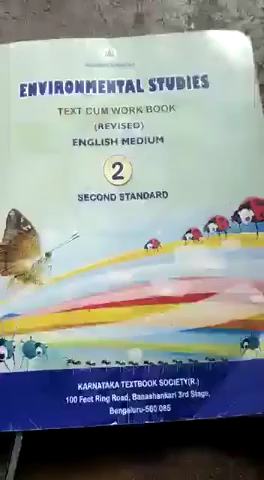 ENVIRONMENTAL STUDIES
TEXT CUM WORK BOOK
(REVISED)
ENGLISH MEDIUM
2
SECOND STANDARD
KARNATAKA TEXTBOOK SOCIETY(R.)
100 Feet Ring Road, Banashankari 3rd Stage,
Bengaluru-560 085